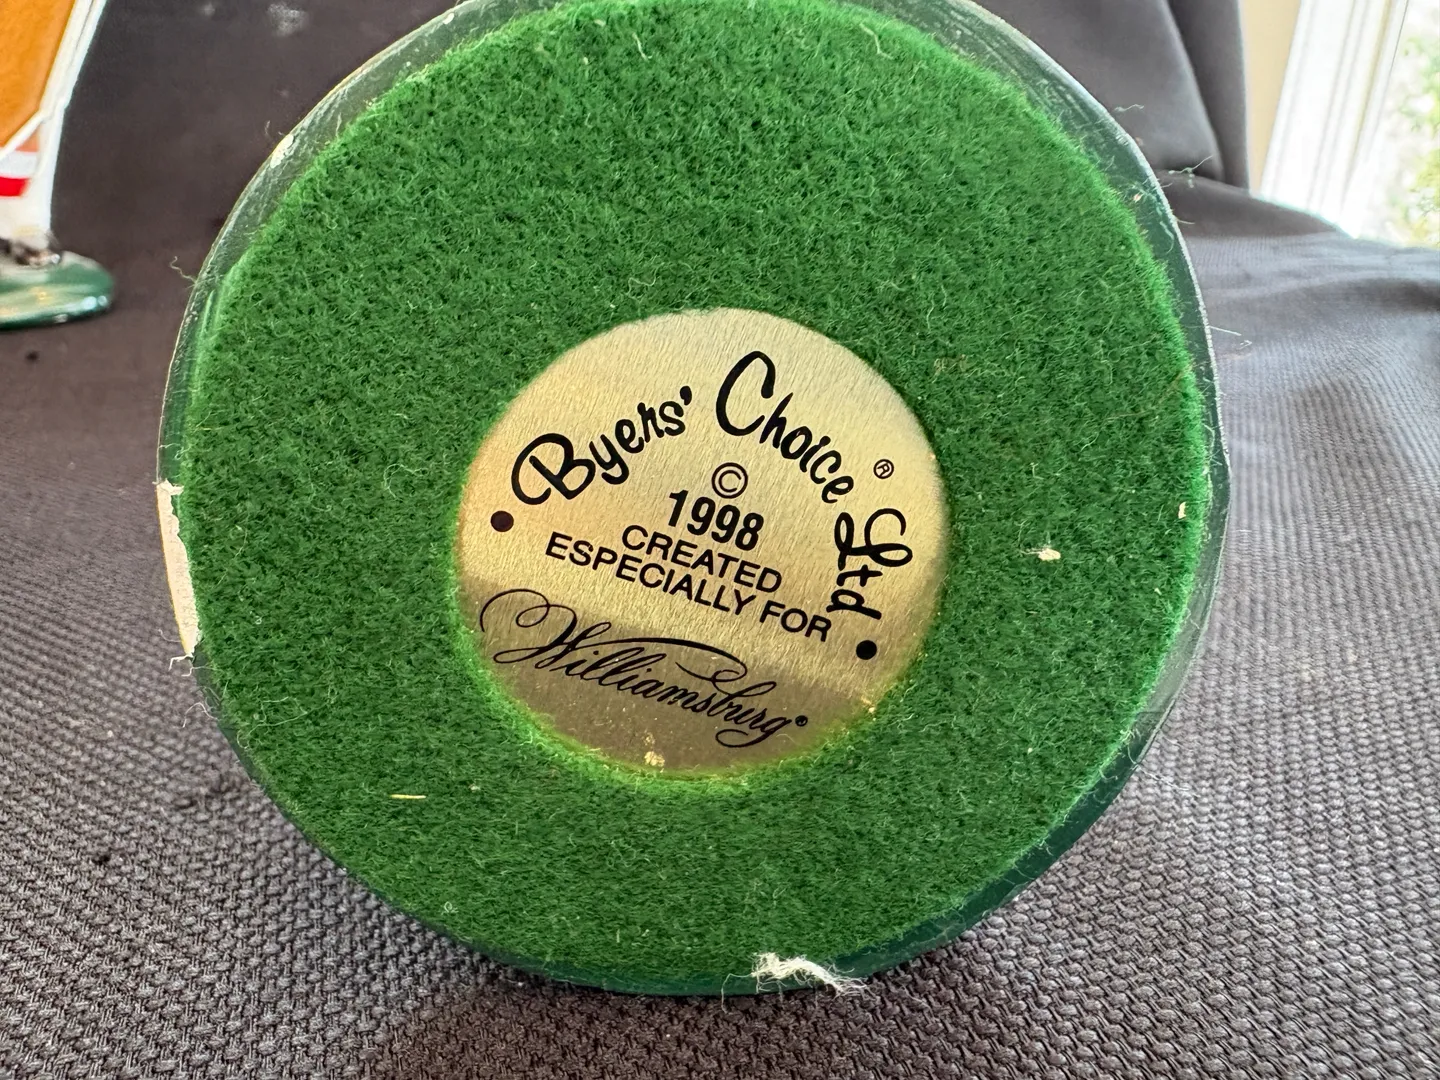 Byers' Choice Ltd®
©
1998
CREATED
ESPECIALLY FOR
Williamsburg®